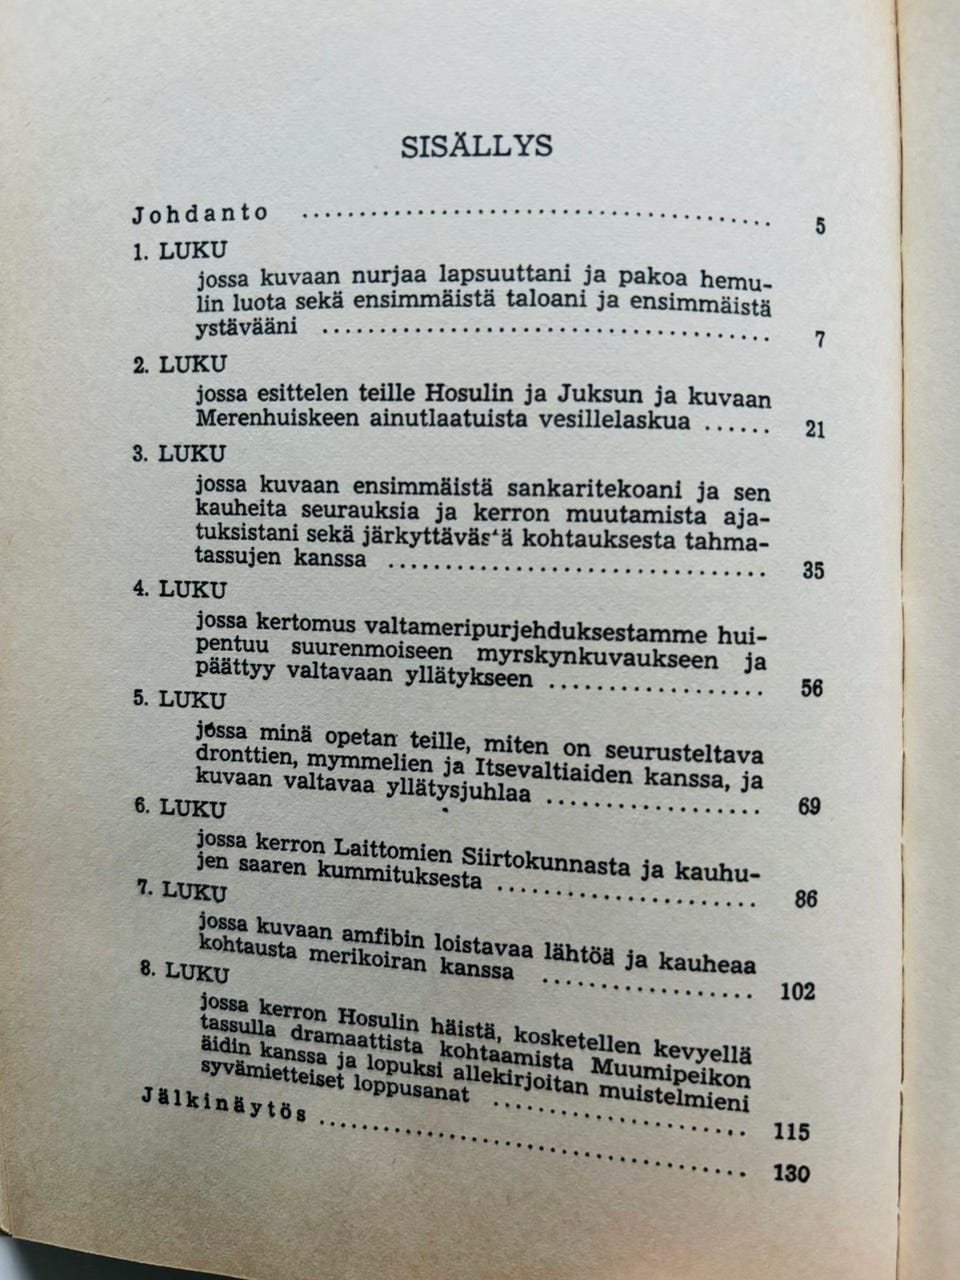 SISÄLLYS
Johdanto ........................................ 5
1. LUKU
jossa kuvaan nurjaa lapsuuttani ja pakoa hemu-
lin luota sekä ensimmäistä taloani ja ensimmäistä
ystävääni ...................................... 7
2. LUKU
jossa esittelen teille Hosulin ja Juksun ja kuvaan
Merenhuiskeen ainutlaatuista vesillelaskua ...... 21
3. LUKU
jossa kuvaan ensimmäistä sankaritekoani ja sen
kauheita seurauksia ja kerron muutamista aja-
tuksistani sekä järkyttävästä kohtauksesta tahma-
tassujen kanssa ................................ 35
4. LUKU
jossa kertomus valtameripurjehduksestamme hui-
pentuu suurenmoiseen myrskynkuvaukseen ja
päättyy valtavaan yllätykseen ................... 56
5. LUKU
jossa minä opetan teille, miten on seurusteltava
dronttien, mymmelien ja Itsevaltiaiden kanssa, ja
kuvaan valtavaa yllätysjuhlaa ................... 69
6. LUKU
jossa kerron Laittomien Siirtokunnasta ja kauhu-
jen saaren kummituksesta ...................... 86
7. LUKU
jossa kuvaan amfibin loistavaa lähtöä ja kauheaa
kohtausta merikoiran kanssa .................. 102
8. LUKU
jossa kerron Hosulin häistä, kosketellen kevyellä
tassulla dramaattista kohtaamista Muumipeikon
äidin kanssa ja lopuksi allekirjoitan muistelmieni
syvämietteiset loppusanat ...................... 115
Jälkinäytös ...................................... 130